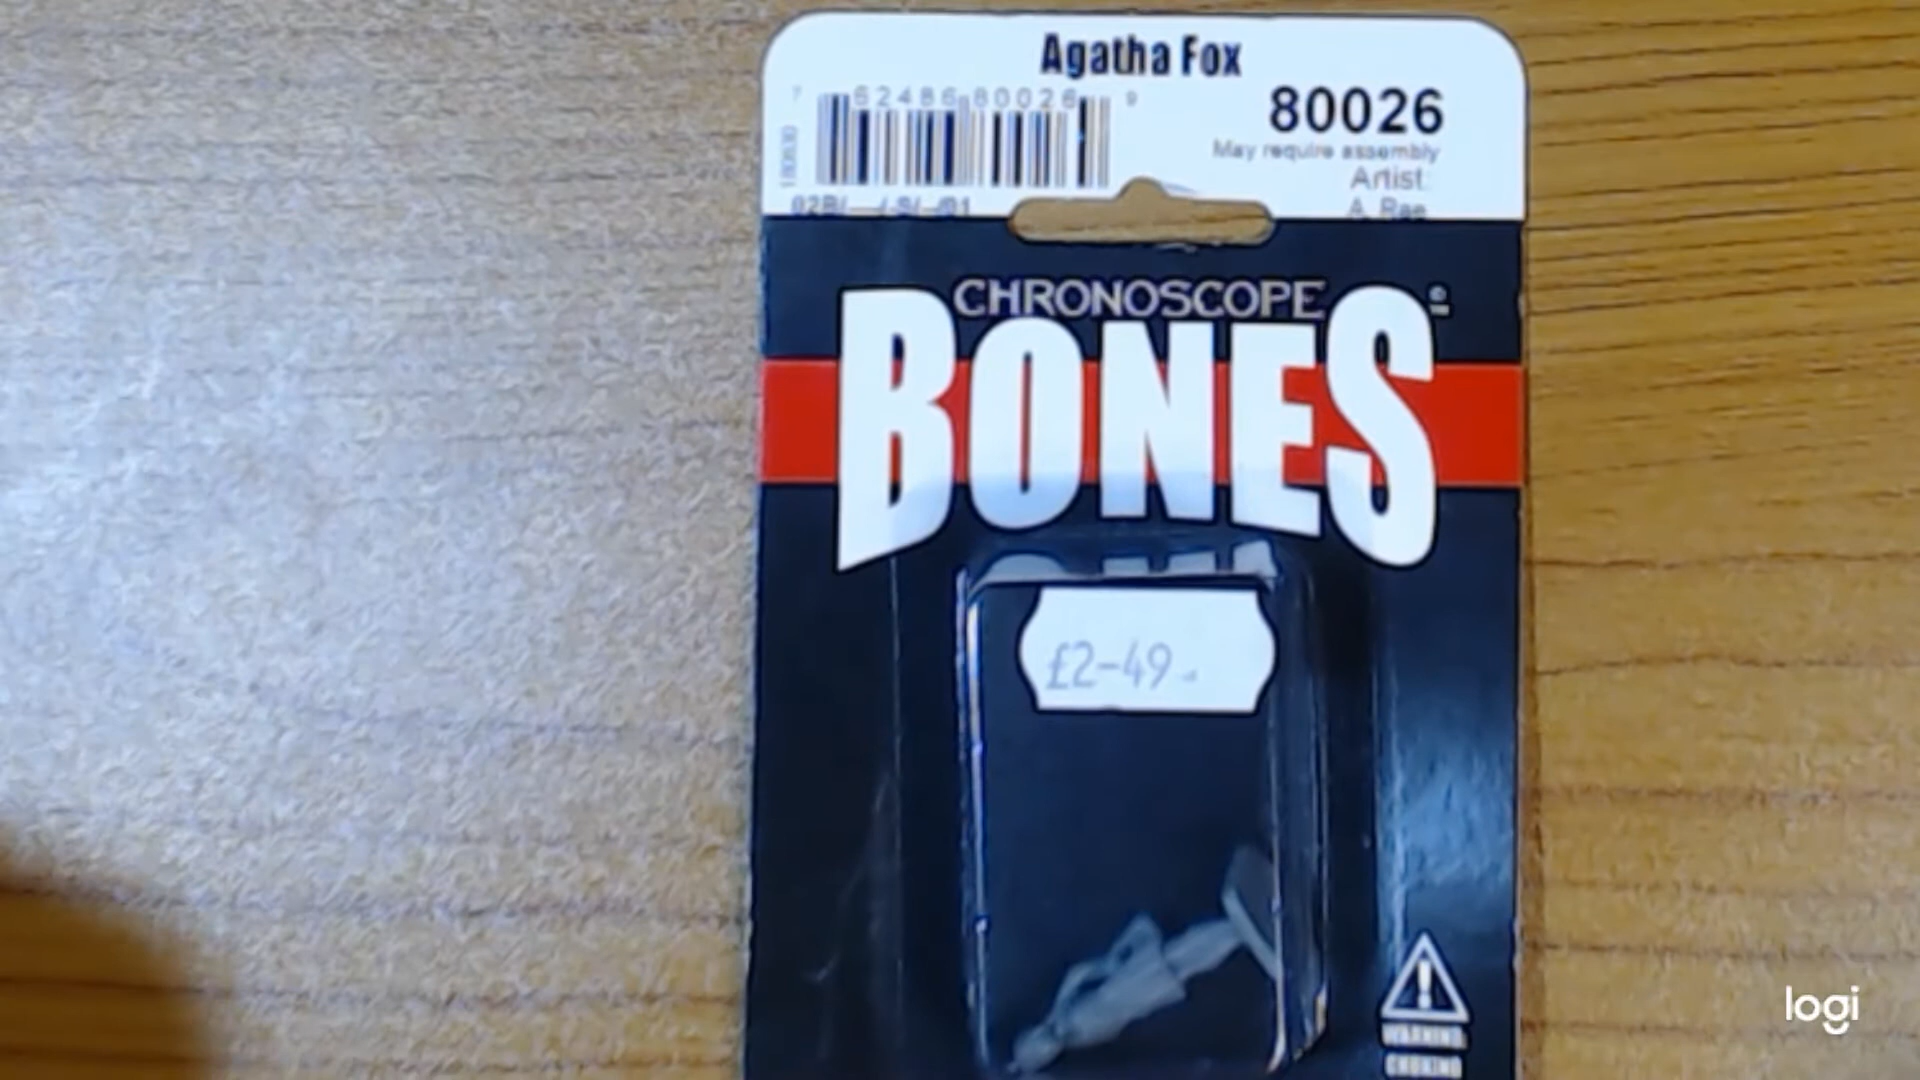 Agatha Fox
7 62486 80026 9
80026
May require assembly
180630
Artist:
A. Rae
CHRONOSCOPE
BONES
£2-49
WARNING
CHOKING
logi